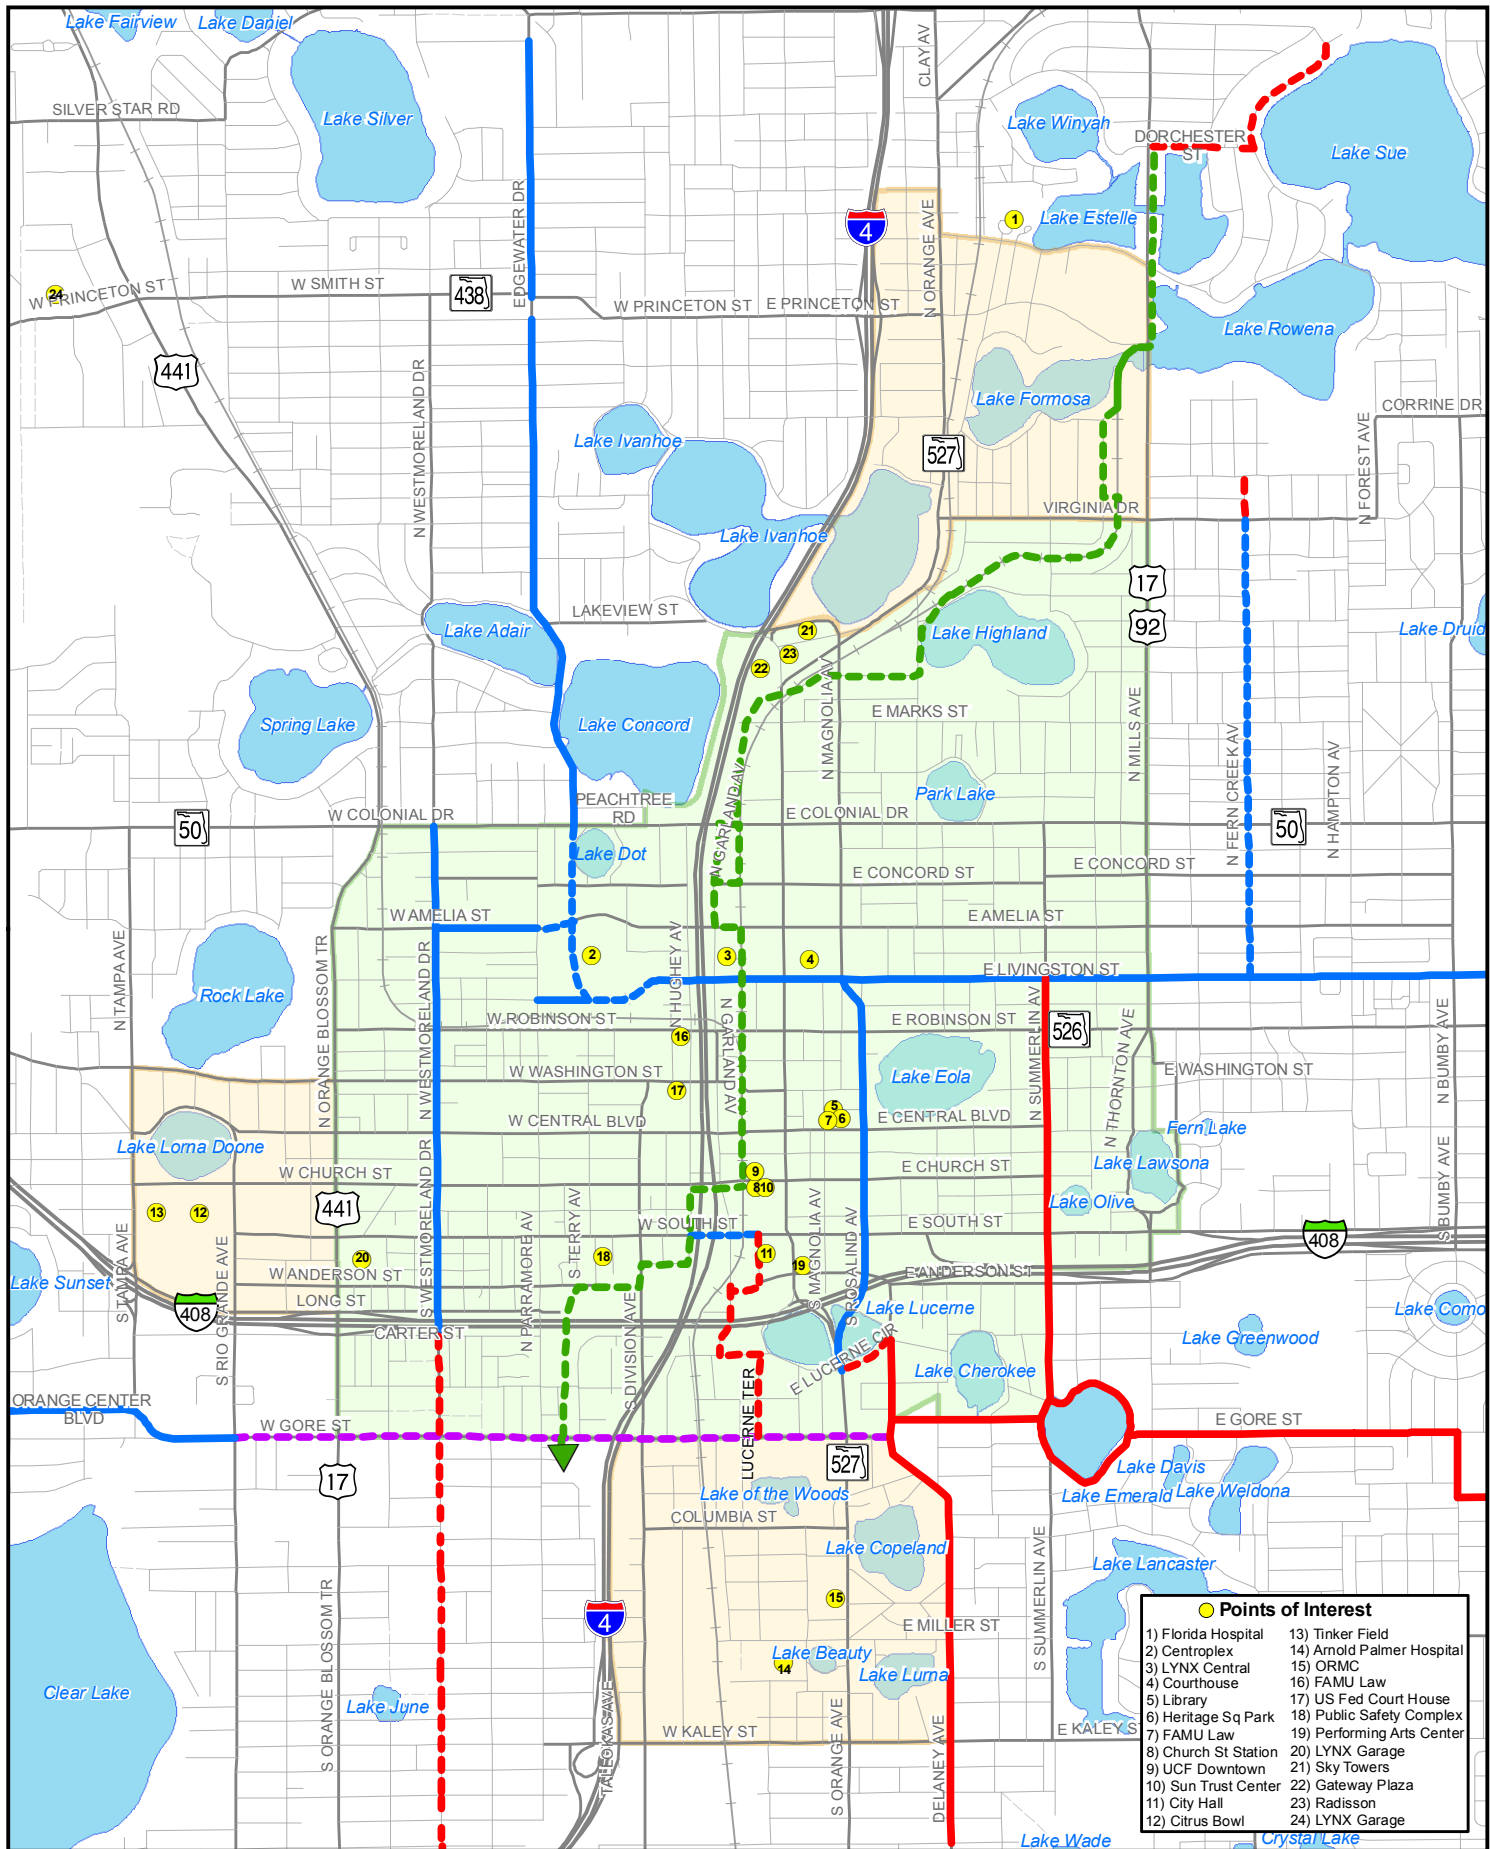 Lake Fairview
Lake Daniel
CLAY AV
SILVER STAR RD
Lake Silver
Lake Winyah
DORCHESTER
ST
Lake Sue
EDGEWATER DR
N ORANGE AVE
4
1
Lake Estelle
24
W PRINCETON ST
W SMITH ST
438
W PRINCETON ST
E PRINCETON ST
Lake Rowena
441
N WESTMORELAND DR
Lake Formosa
CORRINE DR
Lake Ivanhoe
527
N FOREST AVE
VIRGINIA DR
Lake Ivanhoe
17
92
LAKEVIEW ST
Lake Adair
21
Lake Highland
Lake Druid
23
22
N MAGNOLIA AV
Spring Lake
Lake Concord
E MARKS ST
N MILLS AVE
N FERN CREEK AV
N HAMPTON AV
N GARLAND AV
Park Lake
PEACHTREE
RD
W COLONIAL DR
E COLONIAL DR
50
50
Lake Dot
E CONCORD ST
E CONCORD ST
W AMELIA ST
E AMELIA ST
N TAMPA AVE
N ORANGE BLOSSOM TR
N WESTMORELAND DR
N HUGHEY AV
2
3
4
E LIVINGSTON ST
Rock Lake
N GARLAND AV
N SUMMERLIN AV
N THORNTON AVE
N BUMBY AVE
W ROBINSON ST
E ROBINSON ST
526
16
W WASHINGTON ST
E WASHINGTON ST
Lake Eola
17
5
6
7
W CENTRAL BLVD
E CENTRAL BLVD
Fern Lake
Lake Lorna Doone
Lake Lawsona
W CHURCH ST
E CHURCH ST
9
8
10
S WESTMORELAND DR
S TERRY AV
S MAGNOLIA AV
S ROSALIND AV
Lake Olive
S BUMBY AVE
13
12
441
N PARRAMORE AV
W SOUTH ST
E SOUTH ST
408
S TAMPA AVE
S RIO GRANDE AVE
20
18
11
19
W ANDERSON ST
E ANDERSON ST
Lake Sunset
408
LONG ST
S DIVISION AVE
Lake Lucerne
Lake Como
CARTER ST
E LUCERNE CIR
Lake Greenwood
Lake Cherokee
LUCERNE TER
ORANGE CENTER
BLVD
W GORE ST
E GORE ST
17
527
Lake Davis
Lake of the Woods
Lake Emerald
Lake Weldona
COLUMBIA ST
Lake Copeland
S SUMMERLIN AVE
Lake Lancaster
S ORANGE BLOSSOM TR
15
4
E MILLER ST
14
Lake Beauty
Lake Lurna
Clear Lake
Lake June
TALLOKAS AVE
W KALEY ST
E KALEY ST
S ORANGE AVE
DELANEY AVE
Lake Wade
Crystal Lake
Points of Interest
1) Florida Hospital
2) Centroplex
3) LYNX Central
4) Courthouse
5) Library
6) Heritage Sq Park
7) FAMU Law
8) Church St Station
9) UCF Downtown
10) Sun Trust Center
11) City Hall
12) Citrus Bowl
13) Tinker Field
14) Arnold Palmer Hospital
15) ORMC
16) FAMU Law
17) US Fed Court House
18) Public Safety Complex
19) Performing Arts Center
20) LYNX Garage
21) Sky Towers
22) Gateway Plaza
23) Radisson
24) LYNX Garage